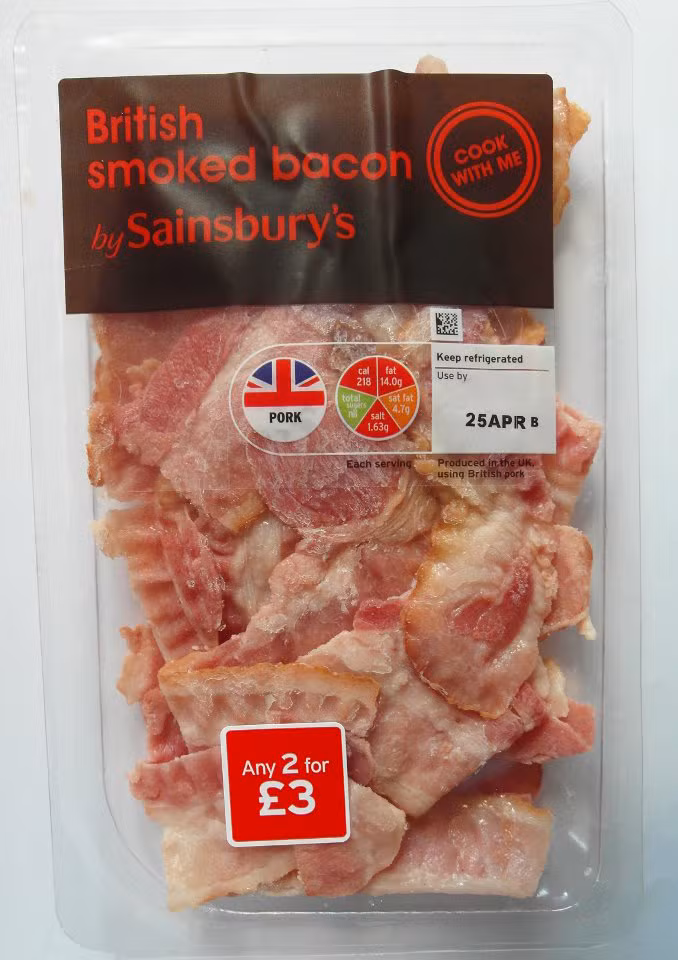 British
smoked bacon
by Sainsbury's
COOK
WITH ME
Keep refrigerated
Use by
25APR B
PORK
cal
218
fat
14.0g
total
sugars
nil
sat fat
4.7g
salt
1.63g
Each serving
Produced in the UK,
using British pork
Any 2 for
£3